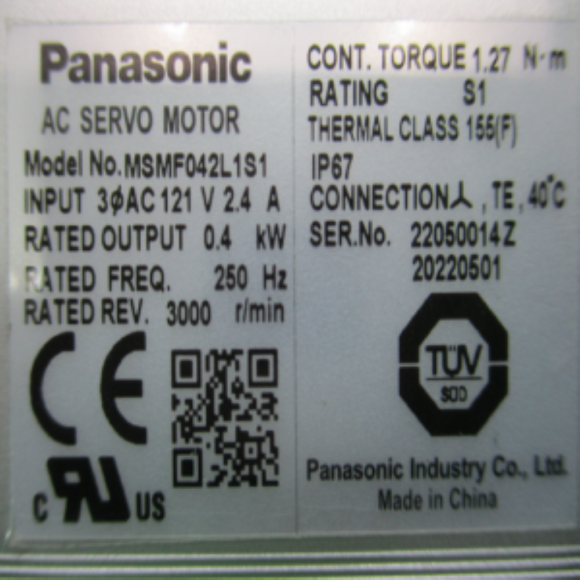 Panasonic
AC SERVO MOTOR
Model No.MSMF042L1S1
INPUT 3ϕAC 121 V 2.4 A
RATED OUTPUT 0.4 kW
RATED FREQ. 250 Hz
RATED REV. 3000 r/min
CE
C UR US
CONT. TORQUE 1.27 N·m
RATING S1
THERMAL CLASS 155(F)
IP67
CONNECTION⅄ , TE , 40℃
SER.No. 22050014Z
20220501
TÜV
SÜD
Panasonic Industry Co., Ltd.
Made in China